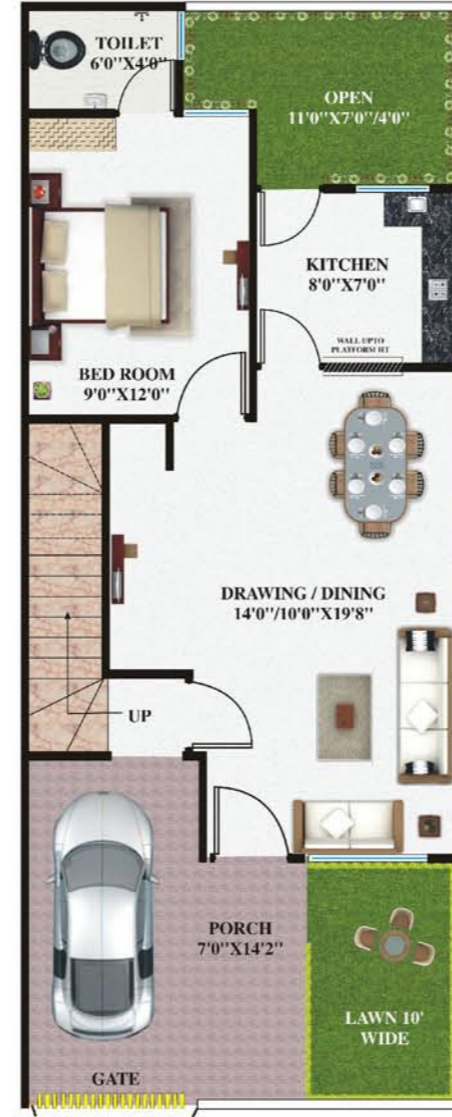 TOILET
6'0"X4'0"
OPEN
11'0"X7'0"/4'0"
KITCHEN
8'0"X7'0"
WALL UPTO
PLATFORM HT
BED ROOM
9'0"X12'0"
DRAWING / DINING
14'0"/10'0"X19'8"
UP
PORCH
7'0"X14'2"
LAWN 10'
WIDE
GATE